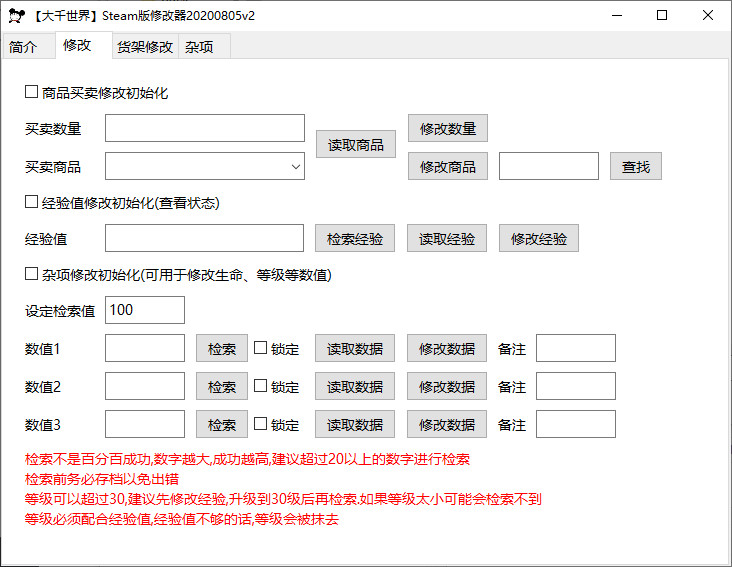 【大千世界】Steam版修改器20200805v2
简介 修改 货架修改 杂项
商品买卖修改初始化
买卖数量 读取商品 修改数量
买卖商品 修改商品 查找
经验值修改初始化(查看状态)
经验值 检索经验 读取经验 修改经验
杂项修改初始化(可用于修改生命、等级等数值)
设定检索值 100
数值1 检索 锁定 读取数据 修改数据 备注
数值2 检索 锁定 读取数据 修改数据 备注
数值3 检索 锁定 读取数据 修改数据 备注
检索不是百分百成功,数字越大,成功越高,建议超过20以上的数字进行检索
检索前务必存档以免出错
等级可以超过30,建议先修改经验,升级到30级后再检索.如果等级太小可能会检索不到
等级必须配合经验值,经验值不够的话,等级会被抹去